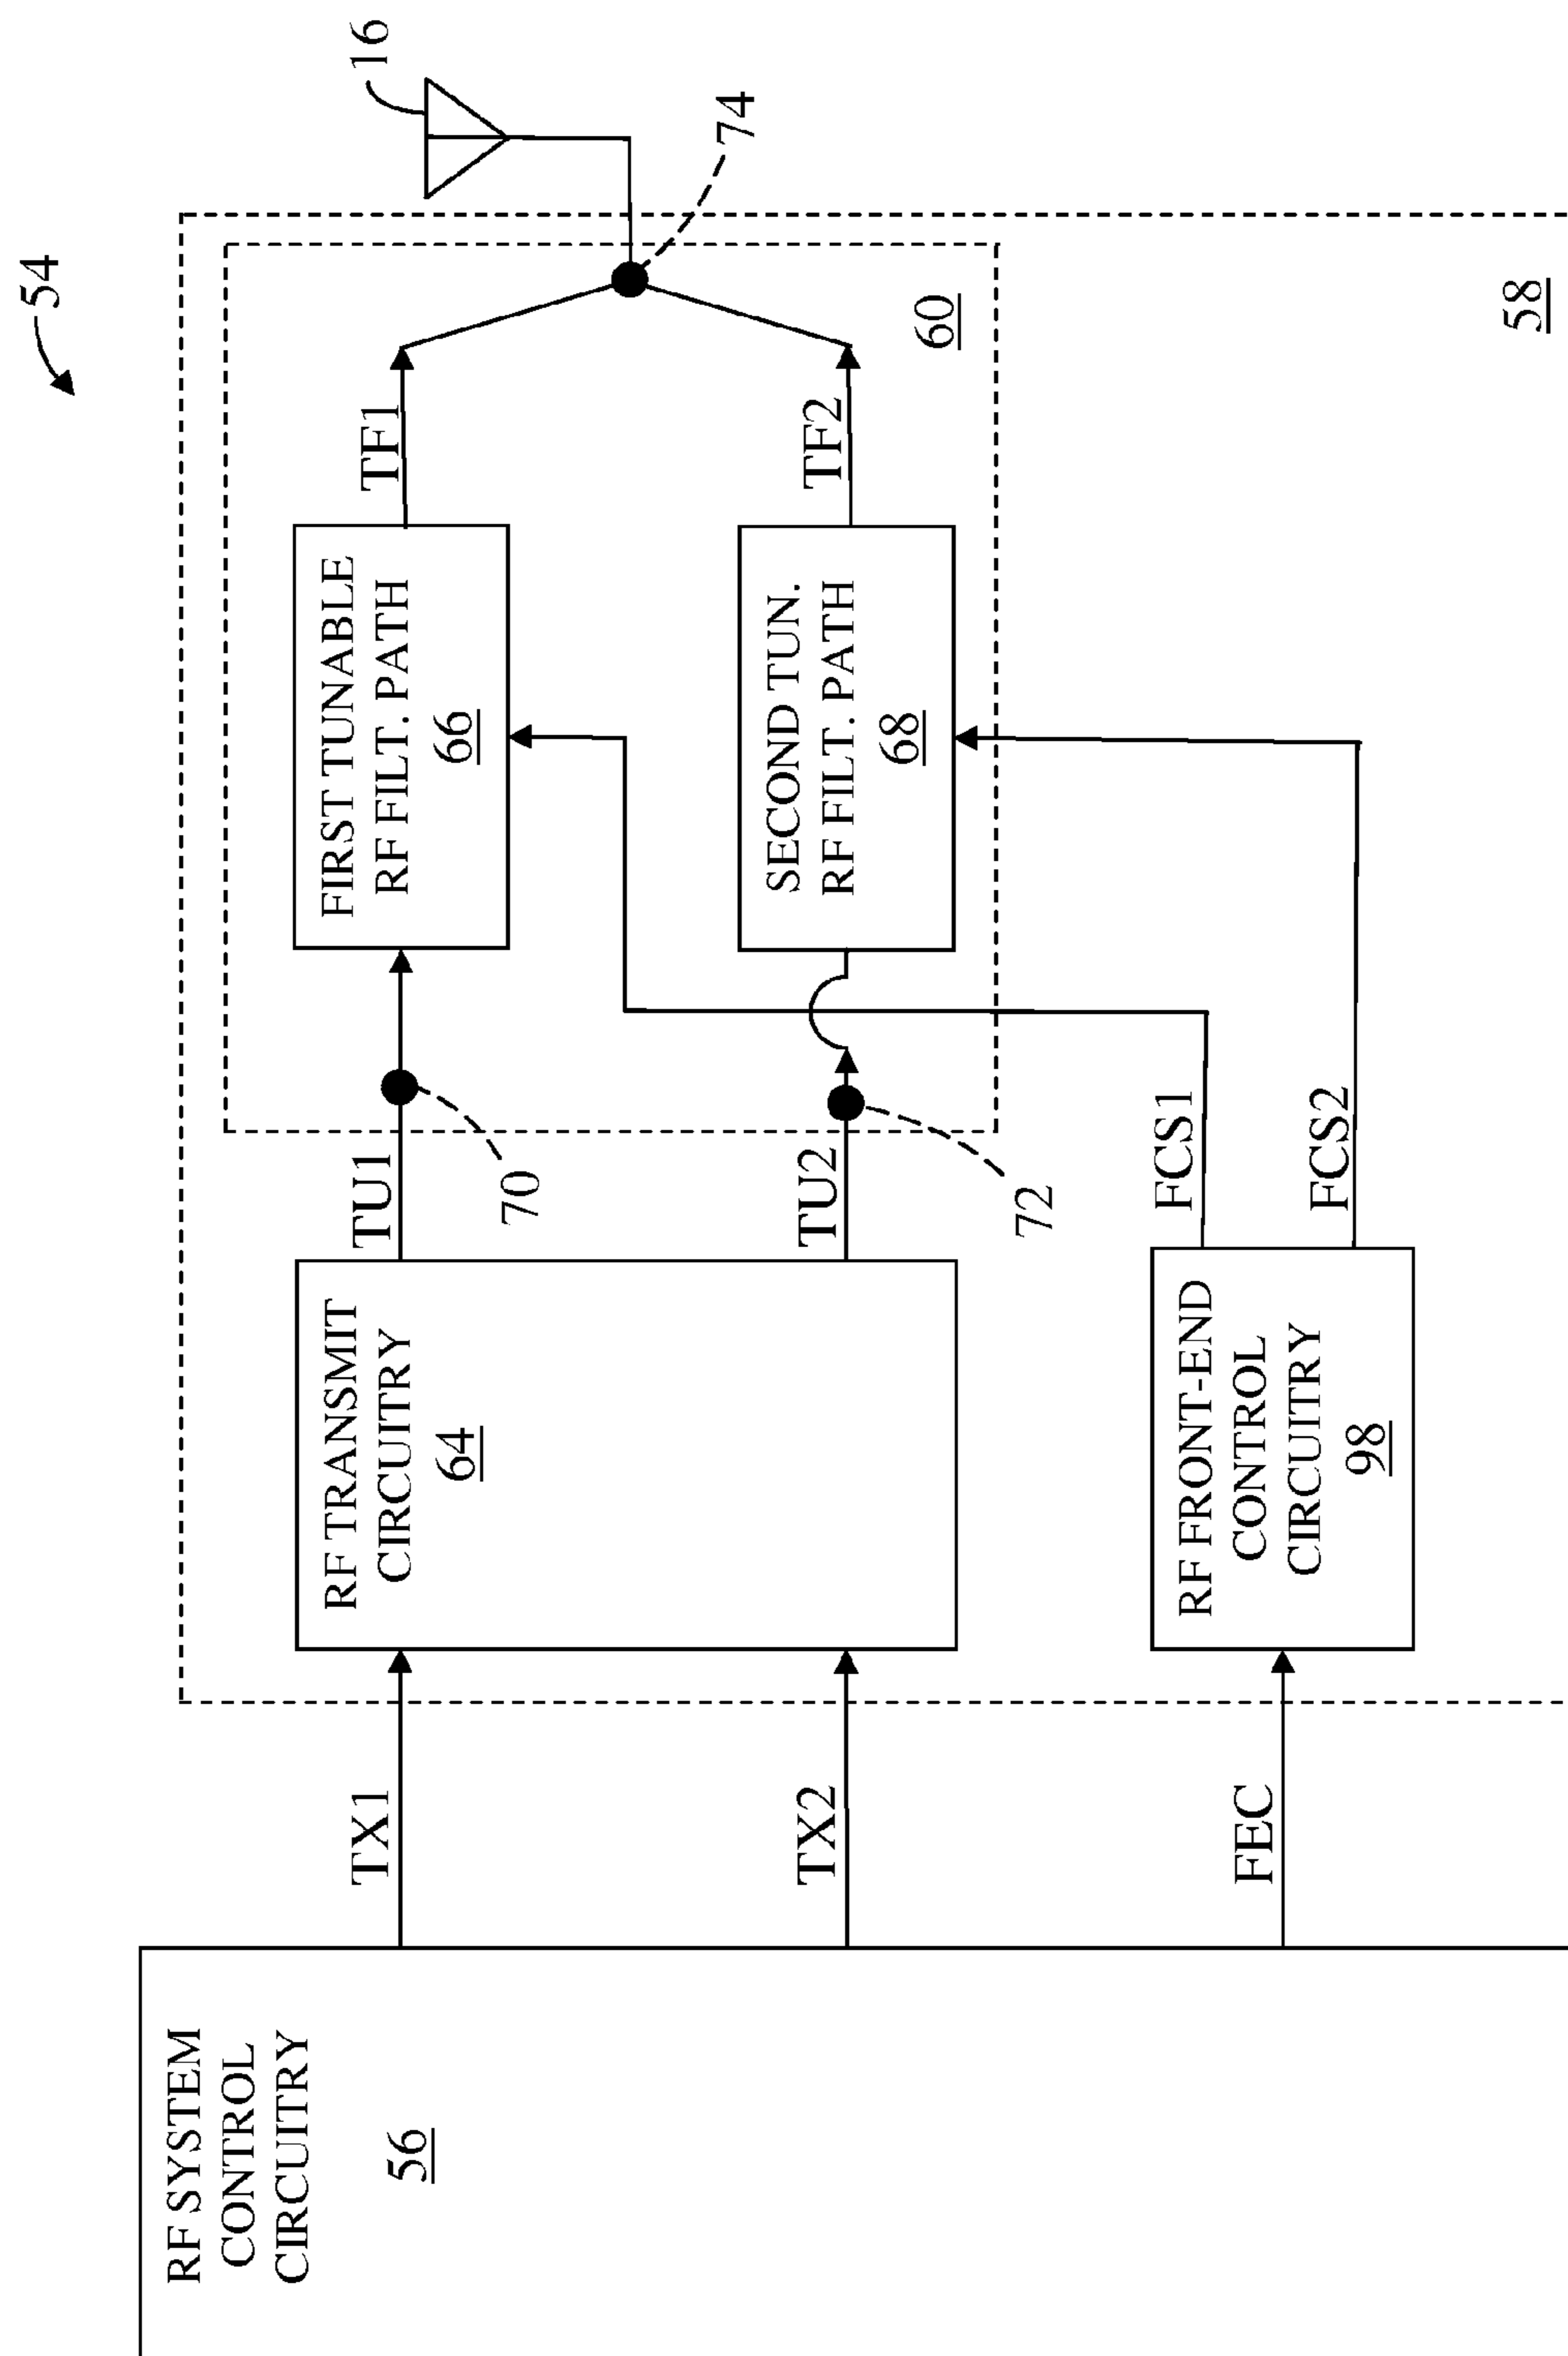 54
16
74
RF SYSTEM
CONTROL
CIRCUITRY
56
TX1
TX2
FEC
RF TRANSMIT
CIRCUITRY
64
TU1
70
TU2
72
FIRST TUNABLE
RF FILT. PATH
66
TF1
SECOND TUN.
RF FILT. PATH
68
TF2
60
RF FRONT-END
CONTROL
CIRCUITRY
98
FCS1
FCS2
58